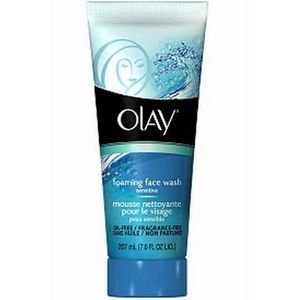 OLAY
foaming face wash
sensitive
mousse nettoyante
pour le visage
peau sensible
OIL-FREE / FRAGRANCE-FREE
SANS HUILE / NON PARFUMÉE
207 mL (7.0 FL OZ LIQ.)